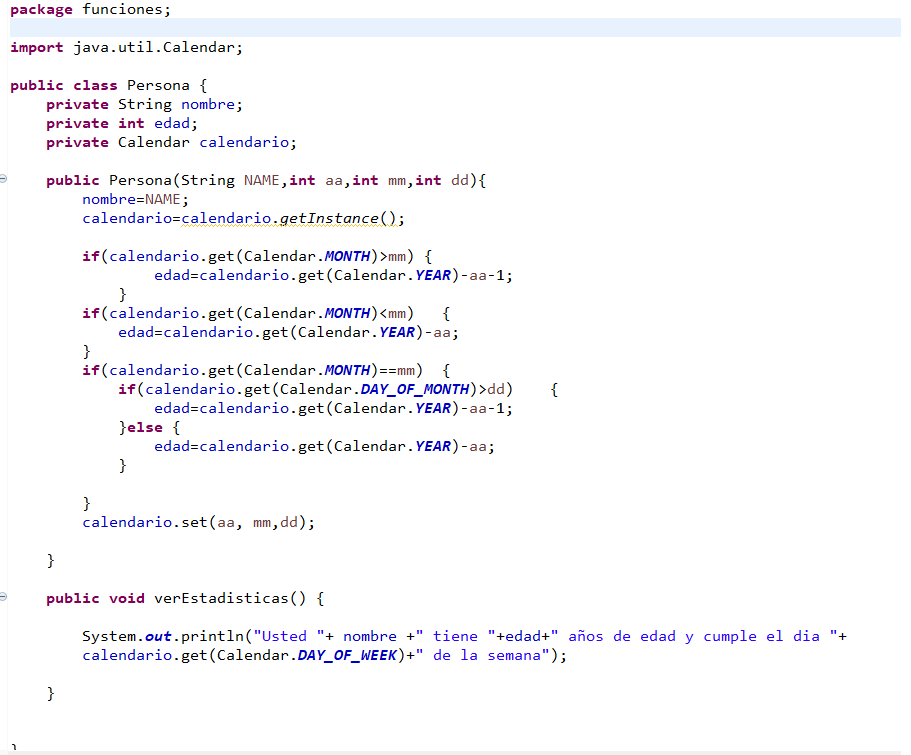 package funciones;
import java.util.Calendar;
public class Persona {
private String nombre;
private int edad;
private Calendar calendario;
public Persona(String NAME,int aa,int mm,int dd){
nombre=NAME;
calendario=calendario.getInstance();
if(calendario.get(Calendar.MONTH)>mm) {
edad=calendario.get(Calendar.YEAR)-aa-1;
}
if(calendario.get(Calendar.MONTH)<mm) {
edad=calendario.get(Calendar.YEAR)-aa;
}
if(calendario.get(Calendar.MONTH)==mm) {
if(calendario.get(Calendar.DAY_OF_MONTH)>dd) {
edad=calendario.get(Calendar.YEAR)-aa-1;
}else {
edad=calendario.get(Calendar.YEAR)-aa;
}
}
calendario.set(aa, mm,dd);
}
public void verEstadisticas() {
System.out.println("Usted "+ nombre +" tiene "+edad+" años de edad y cumple el dia "+
calendario.get(Calendar.DAY_OF_WEEK)+" de la semana");
}
}